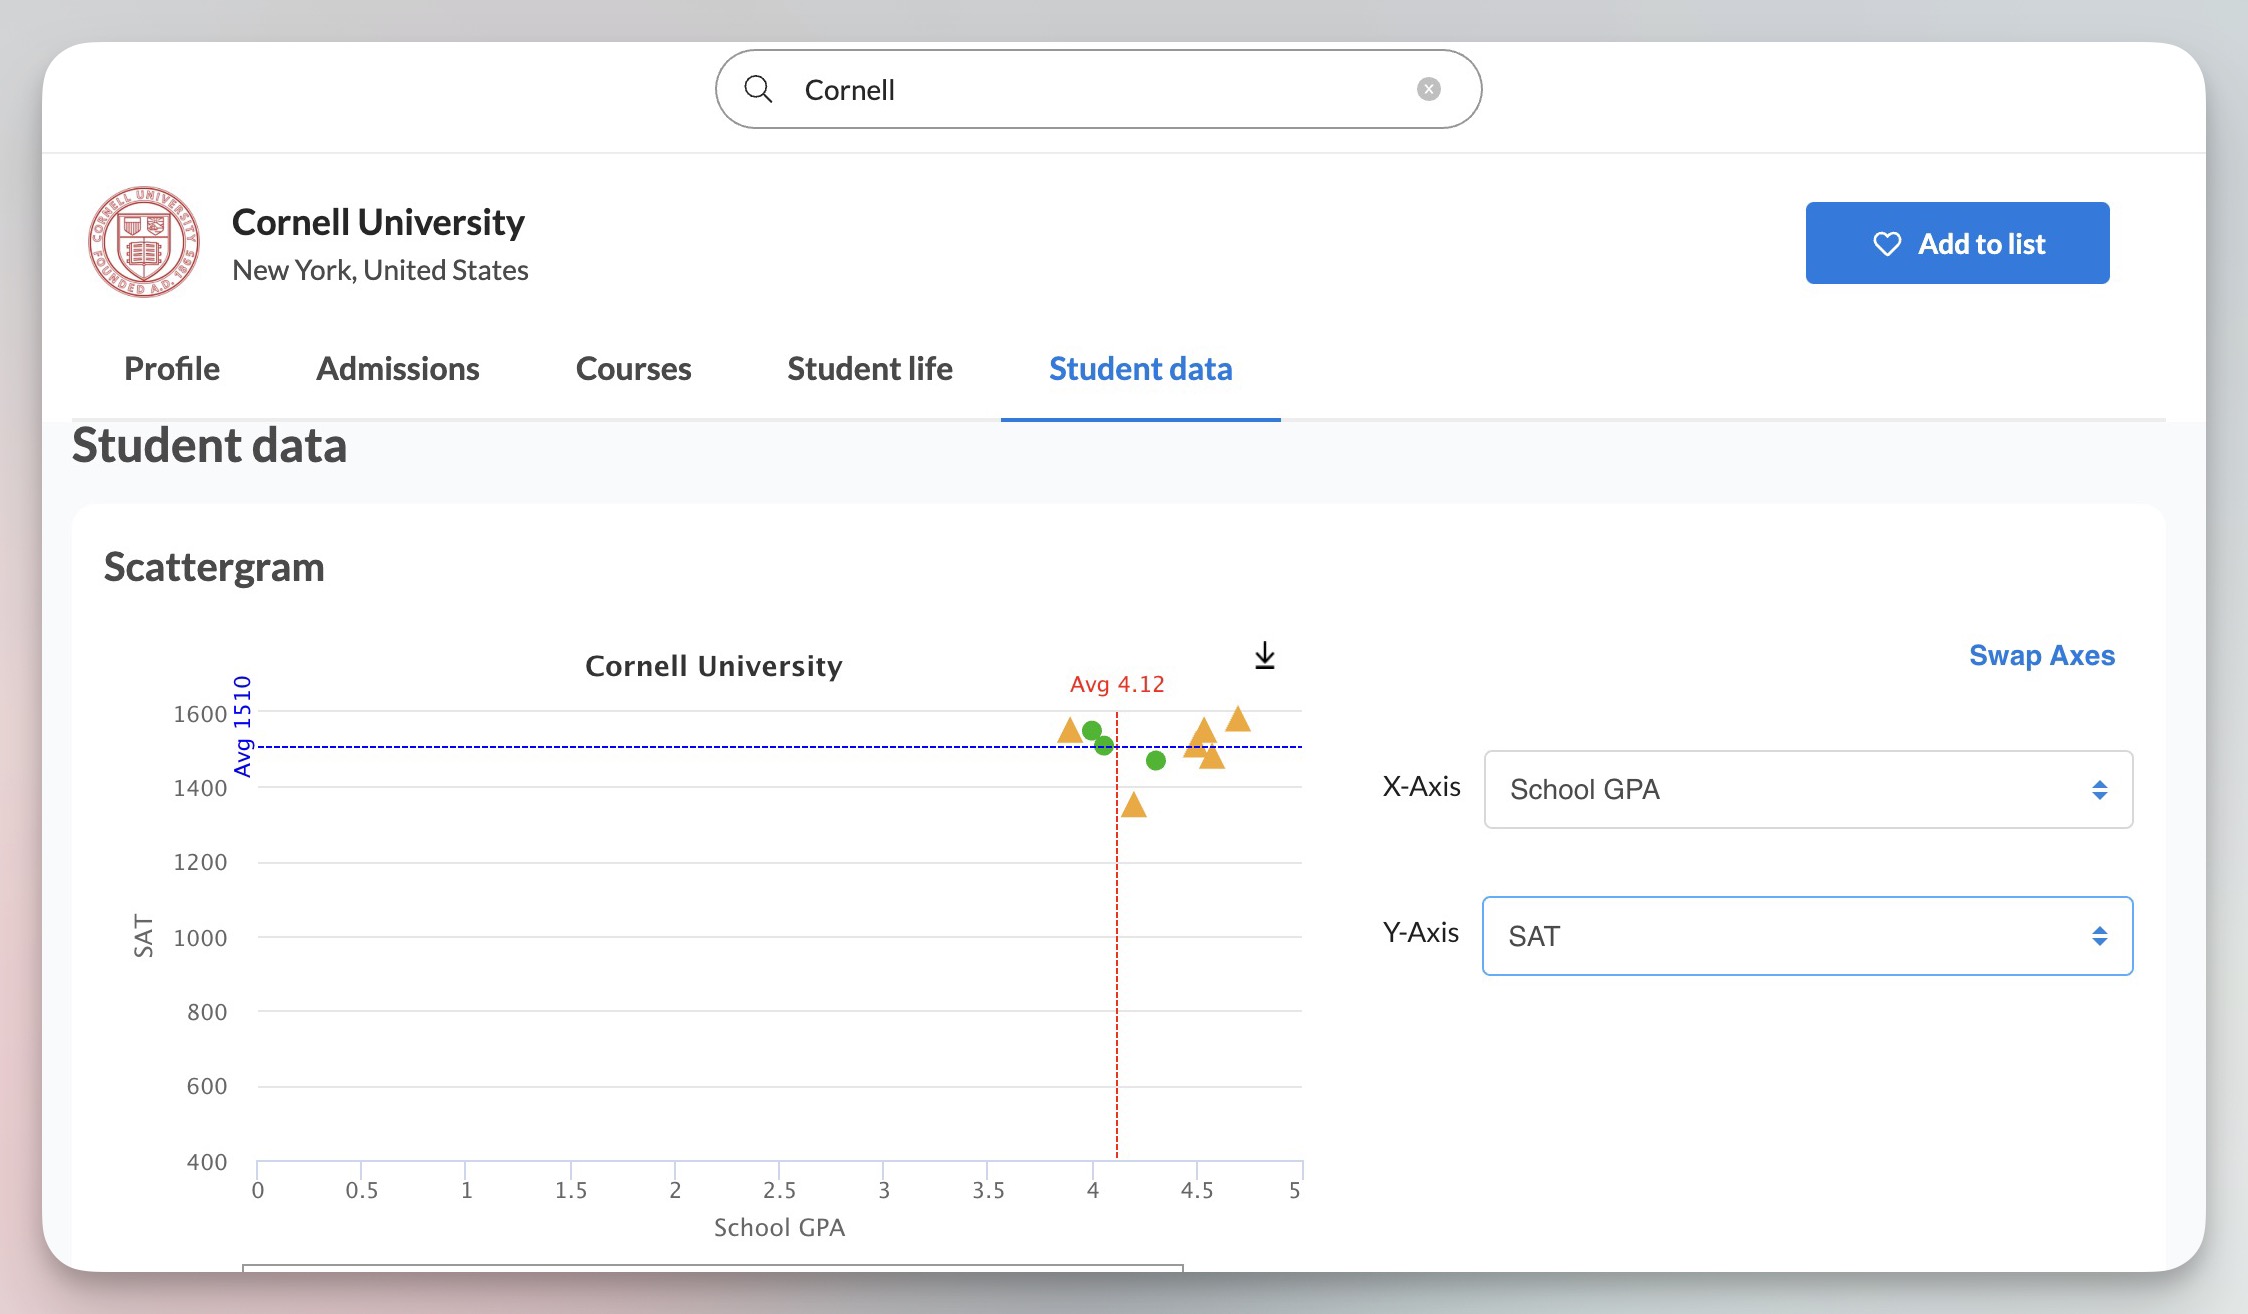 Cornell
CORNELL UNIVERSITY
FOUNDED A.D. 1865
Cornell University
New York, United States
Add to list
Profile
Admissions
Courses
Student life
Student data
Student data
Scattergram
Cornell University
Swap Axes
Avg 4.12
Avg 1510
1600
1400
1200
1000
800
600
400
SAT
0
0.5
1
1.5
2
2.5
3
3.5
4
4.5
5
School GPA
X-Axis
School GPA
Y-Axis
SAT